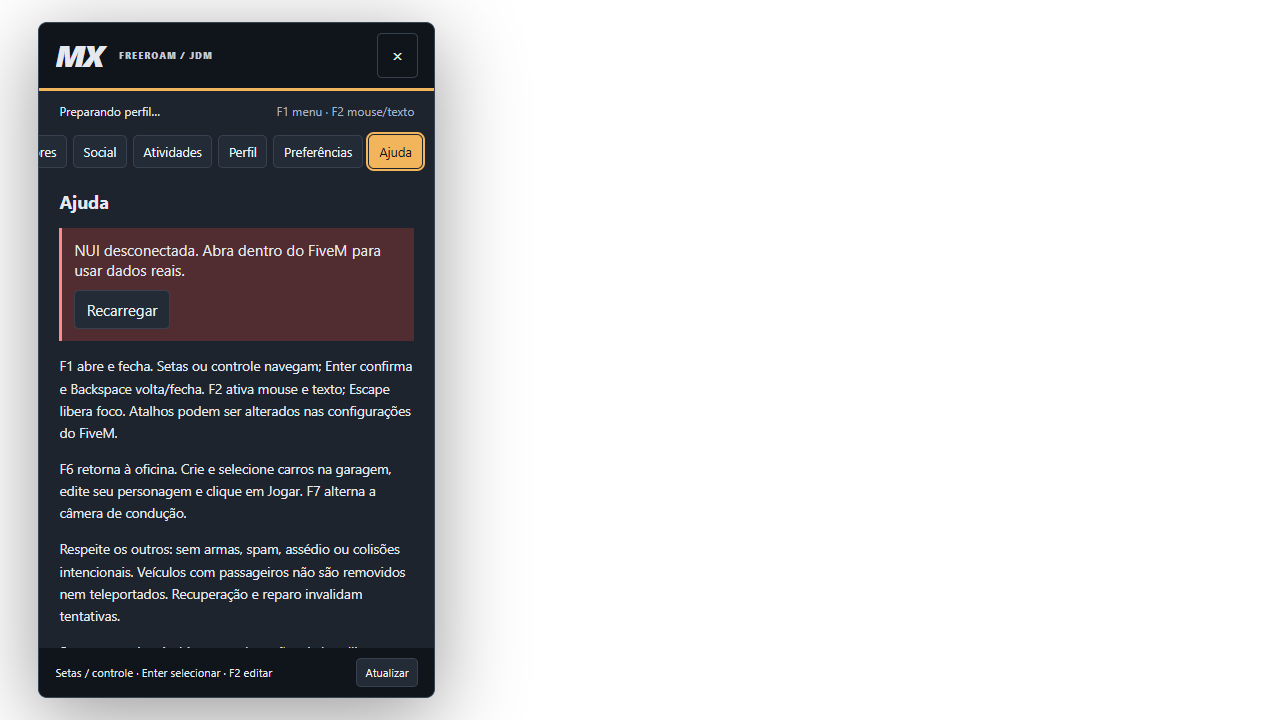 MX FREEROAM / JDM
×
Preparando perfil...
F1 menu · F2 mouse/texto
Social
Atividades
Perfil
Preferências
Ajuda
Ajuda
NUI desconectada. Abra dentro do FiveM para
usar dados reais.
Recarregar
F1 abre e fecha. Setas ou controle navegam; Enter confirma
e Backspace volta/fecha. F2 ativa mouse e texto; Escape
libera foco. Atalhos podem ser alterados nas configurações
do FiveM.
F6 retorna à oficina. Crie e selecione carros na garagem,
edite seu personagem e clique em Jogar. F7 alterna a
câmera de condução.
Respeite os outros: sem armas, spam, assédio ou colisões
intencionais. Veículos com passageiros não são removidos
nem teleportados. Recuperação e reparo invalidam
tentativas.
Setas / controle · Enter selecionar · F2 editar
Atualizar